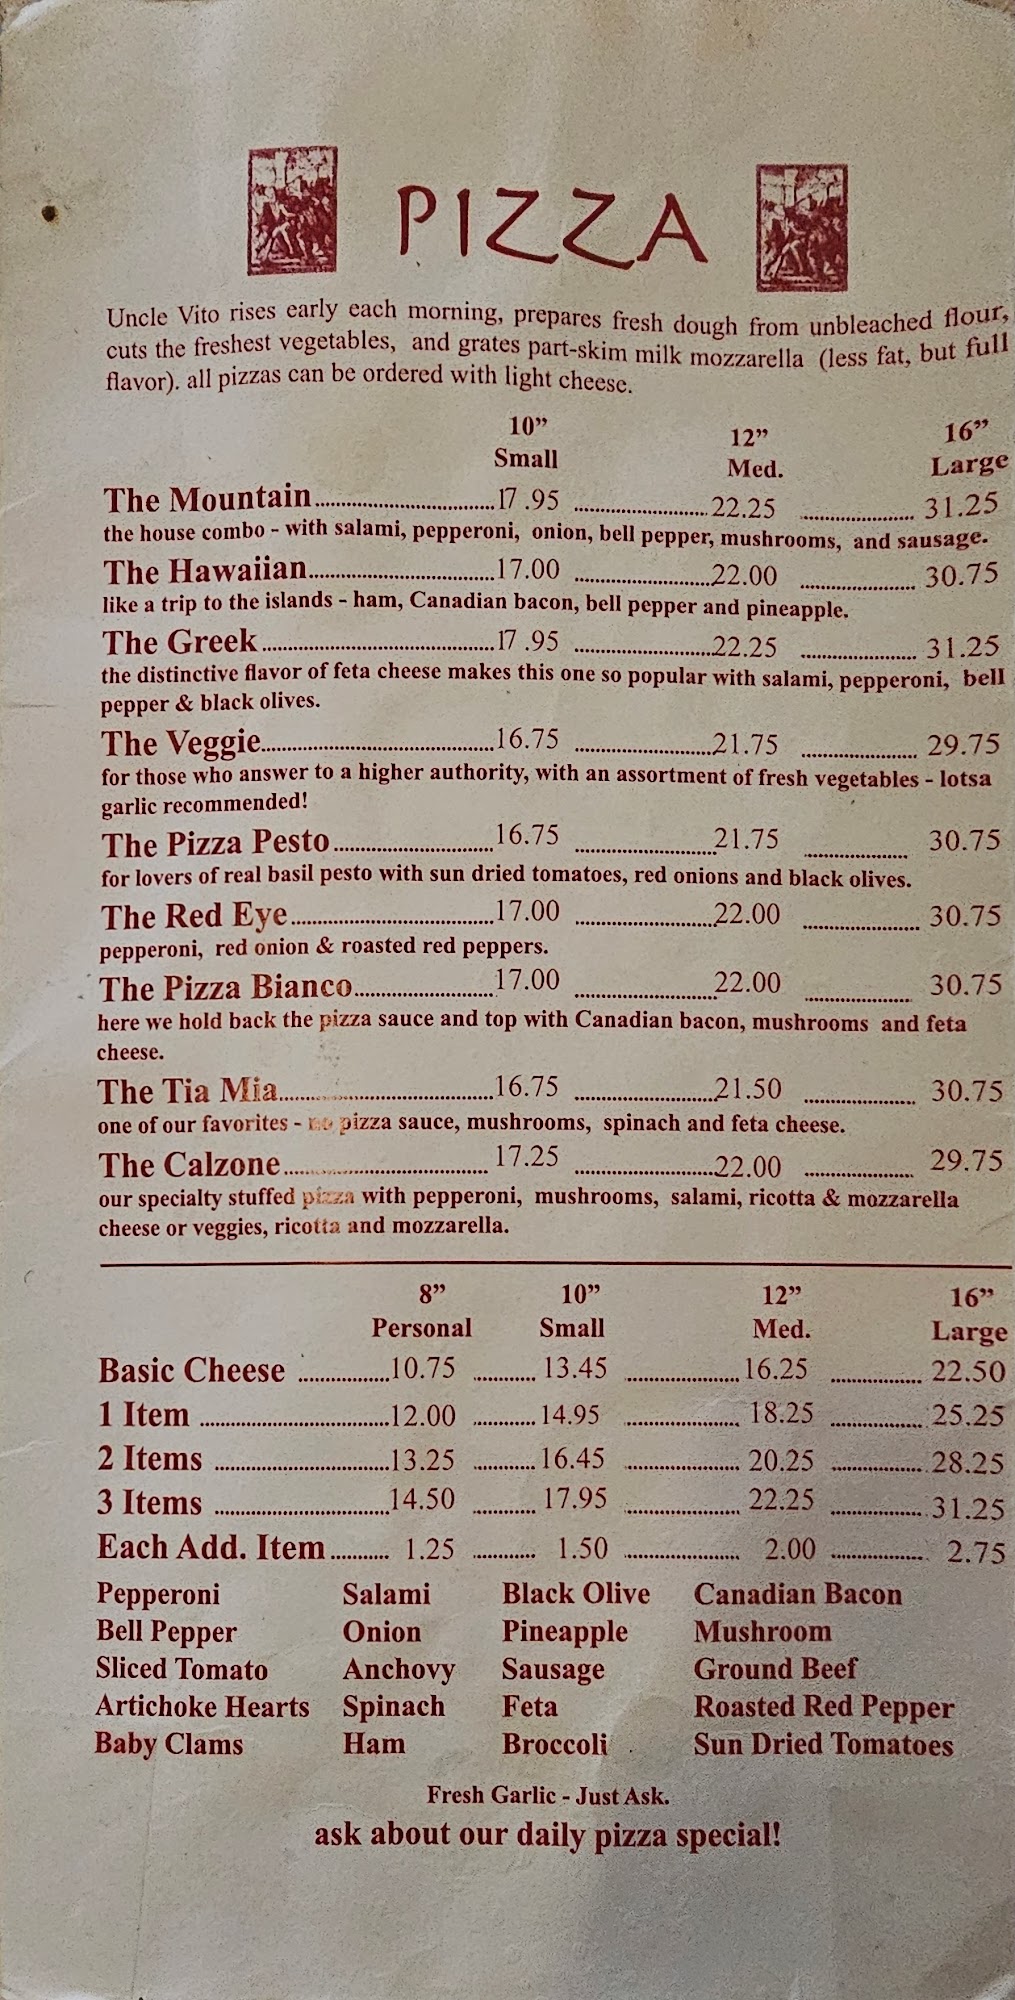 PIZZA
Uncle Vito rises early each morning, prepares fresh dough from unbleached flour,
cuts the freshest vegetables, and grates part-skim milk mozzarella (less fat, but full
flavor). all pizzas can be ordered with light cheese.
10” 12” 16”
Small Med. Large
The Mountain 17.95 22.25 31.25
the house combo - with salami, pepperoni, onion, bell pepper, mushrooms, and sausage.
The Hawaiian 17.00 22.00 30.75
like a trip to the islands - ham, Canadian bacon, bell pepper and pineapple.
The Greek 17.95 22.25 31.25
the distinctive flavor of feta cheese makes this one so popular with salami, pepperoni, bell
pepper & black olives.
The Veggie 16.75 21.75 29.75
for those who answer to a higher authority, with an assortment of fresh vegetables - lotsa
garlic recommended!
The Pizza Pesto 16.75 21.75 30.75
for lovers of real basil pesto with sun dried tomatoes, red onions and black olives.
The Red Eye 17.00 22.00 30.75
pepperoni, red onion & roasted red peppers.
The Pizza Bianco 17.00 22.00 30.75
here we hold back the pizza sauce and top with Canadian bacon, mushrooms and feta
cheese.
The Tia Mia 16.75 21.50 30.75
one of our favorites - no pizza sauce, mushrooms, spinach and feta cheese.
The Calzone 17.25 22.00 29.75
our specialty stuffed pizza with pepperoni, mushrooms, salami, ricotta & mozzarella
cheese or veggies, ricotta and mozzarella.
8” 10” 12” 16”
Personal Small Med. Large
Basic Cheese 10.75 13.45 16.25 22.50
1 Item 12.00 14.95 18.25 25.25
2 Items 13.25 16.45 20.25 28.25
3 Items 14.50 17.95 22.25 31.25
Each Add. Item 1.25 1.50 2.00 2.75
Pepperoni Salami Black Olive Canadian Bacon
Bell Pepper Onion Pineapple Mushroom
Sliced Tomato Anchovy Sausage Ground Beef
Artichoke Hearts Spinach Feta Roasted Red Pepper
Baby Clams Ham Broccoli Sun Dried Tomatoes
Fresh Garlic - Just Ask.
ask about our daily pizza special!